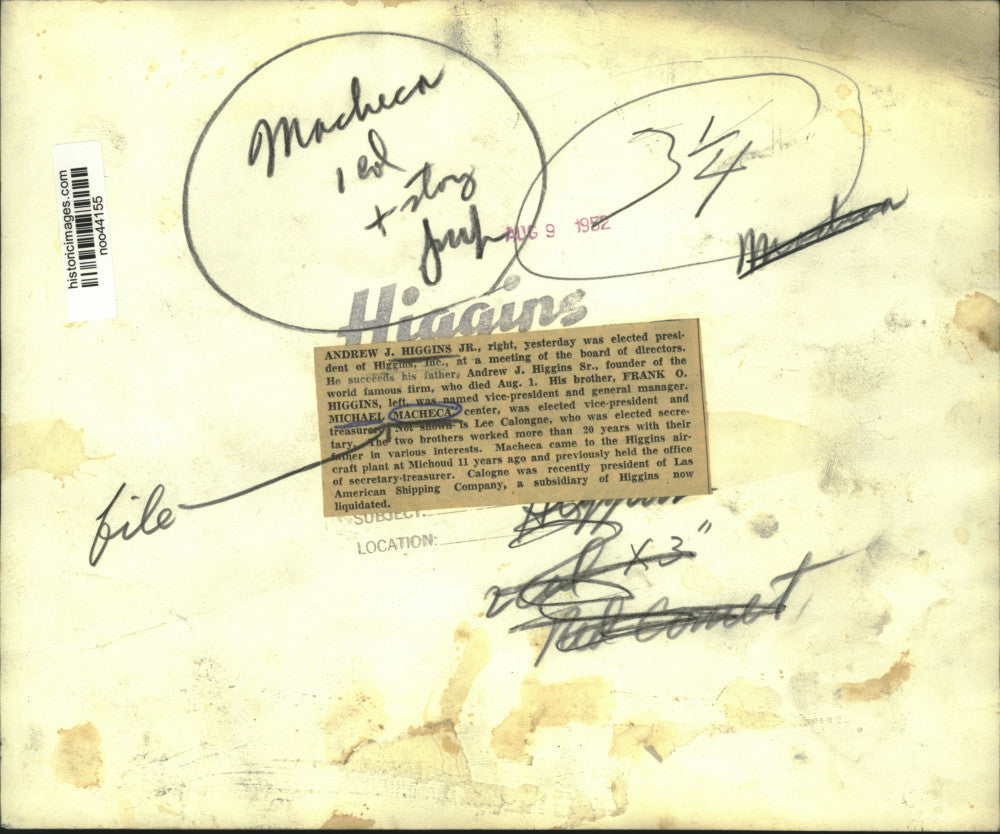 Macheca
1 col
+ story
3 1/4
AUG 9 1952
historicimages.com
noo44155
Higgins
ANDREW J. HIGGINS JR., right, yesterday was elected presi-
dent of Higgins, Inc., at a meeting of the board of directors.
He succeeds his father, Andrew J. Higgins Sr., founder of the
world famous firm, who died Aug. 1. His brother, FRANK O.
HIGGINS, left, was named vice-president and general manager.
MICHAEL MACHECA, center, was elected vice-president and
treasurer. Not shown is Lee Calongne, who was elected secre-
tary. The two brothers worked more than 20 years with their
father in various interests. Macheca came to the Higgins air-
craft plant at Michoud 11 years ago and previously held the office
of secretary-treasurer. Calogne was recently president of Las
American Shipping Company, a subsidiary of Higgins now
liquidated.
file
SUBJECT:
LOCATION:
Higgins
2 col x 3"